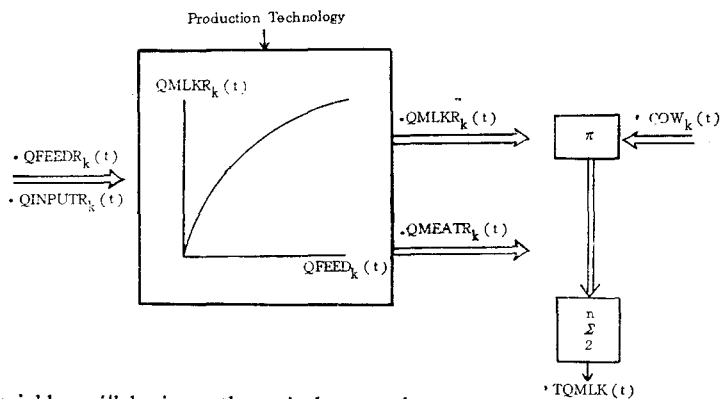 Production Technology
QMLKR_k(t)
• QMLKR_k(t)
• COW_k(t)
π
• QFEEDR_k(t)
• QINPUTR_k(t)
• QMEATR_k(t)
QFEED_k(t)
n
Σ
2
• TQMLK(t)